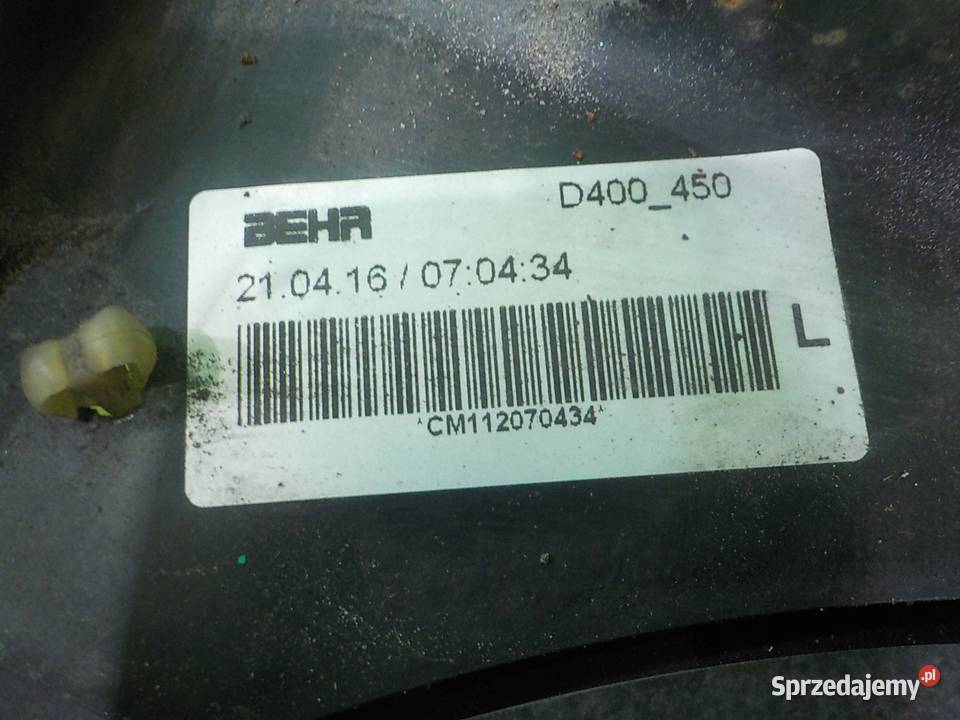 BEHR D400_450
21.04.16 / 07:04:34
L
*CM112070434*
Sprzedajemy.pl